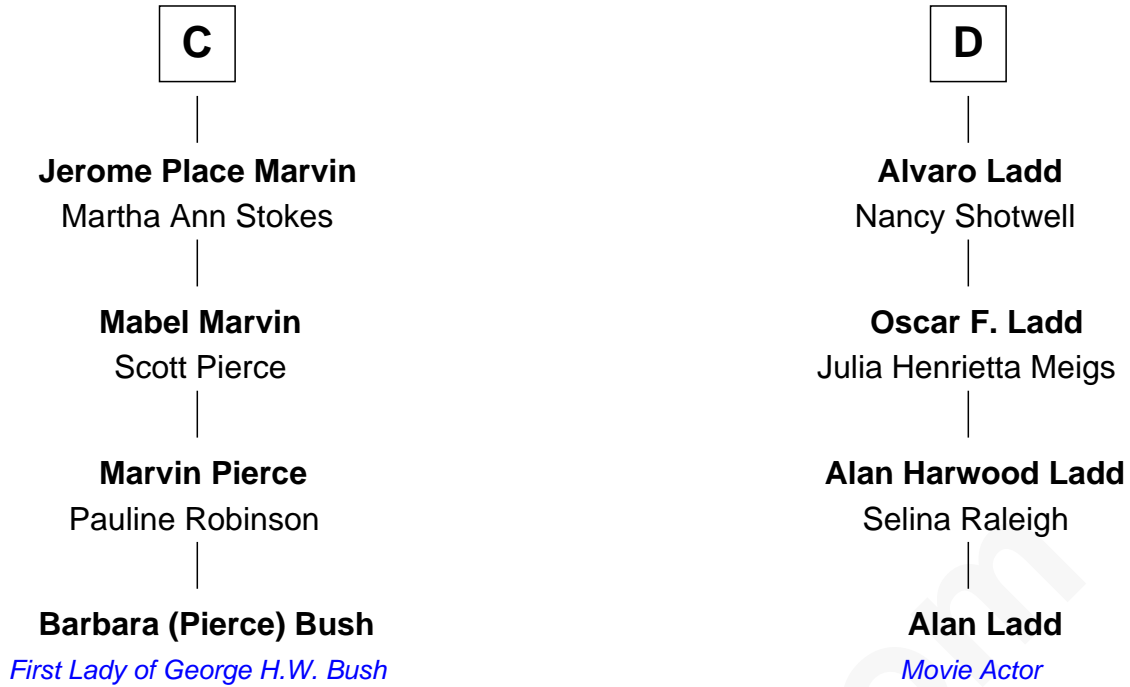 C
Jerome Place Marvin
Martha Ann Stokes
Mabel Marvin
Scott Pierce
Marvin Pierce
Pauline Robinson
Barbara (Pierce) Bush
First Lady of George H.W. Bush
D
Alvaro Ladd
Nancy Shotwell
Oscar F. Ladd
Julia Henrietta Meigs
Alan Harwood Ladd
Selina Raleigh
Alan Ladd
Movie Actor